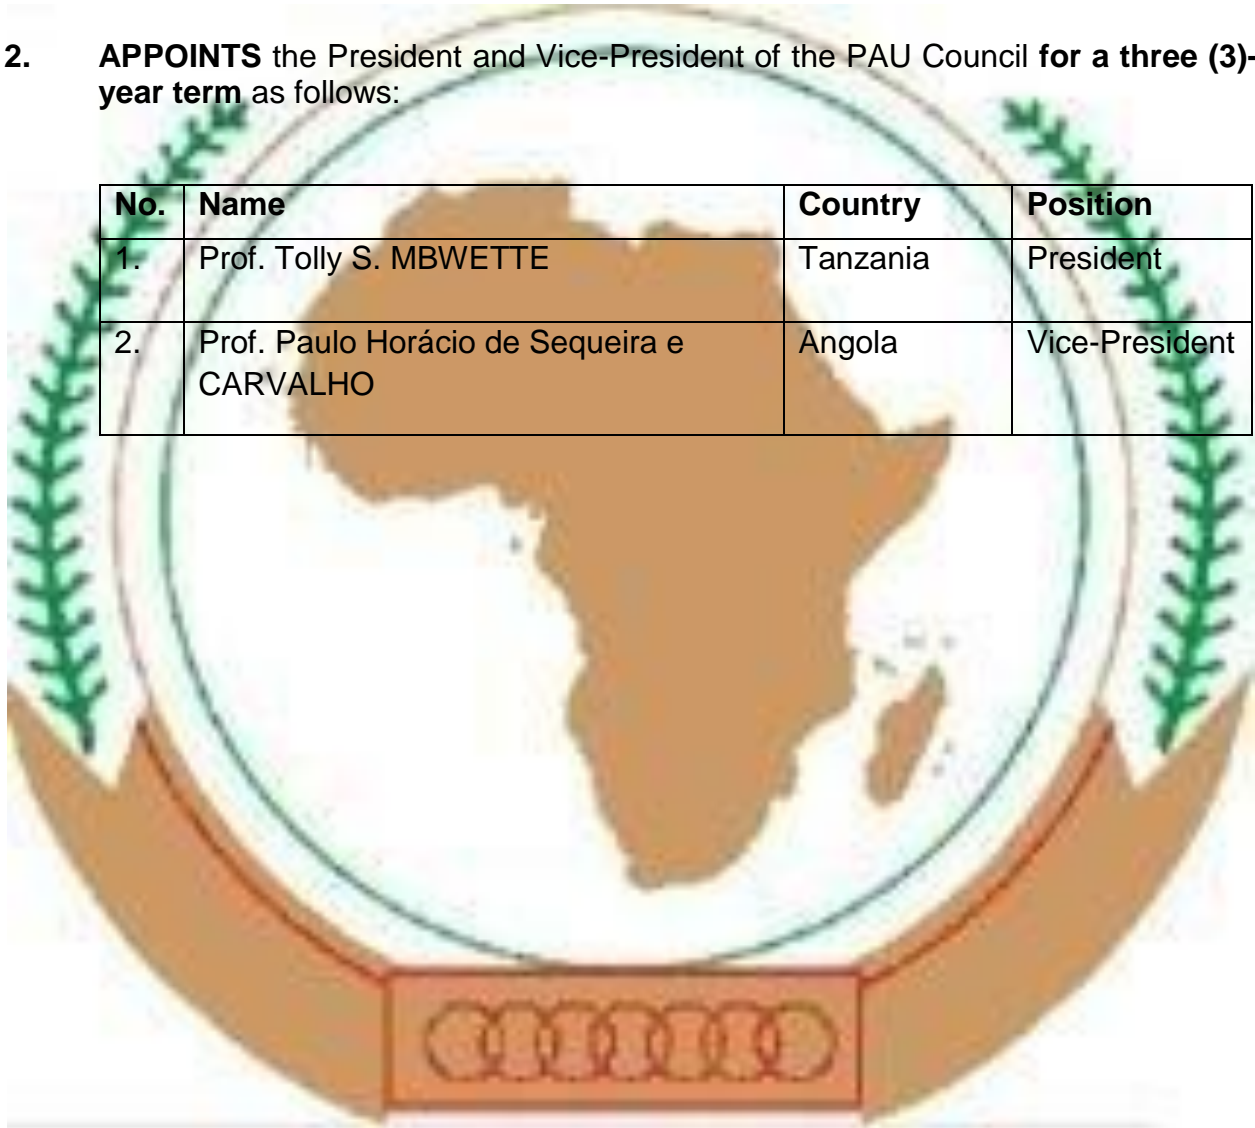 2. APPOINTS the President and Vice-President of the PAU Council for a three (3)-
year term as follows:
No. Name Country Position
1. Prof. Tolly S. MBWETTE Tanzania President
2. Prof. Paulo Horácio de Sequeira e Angola Vice-President
CARVALHO